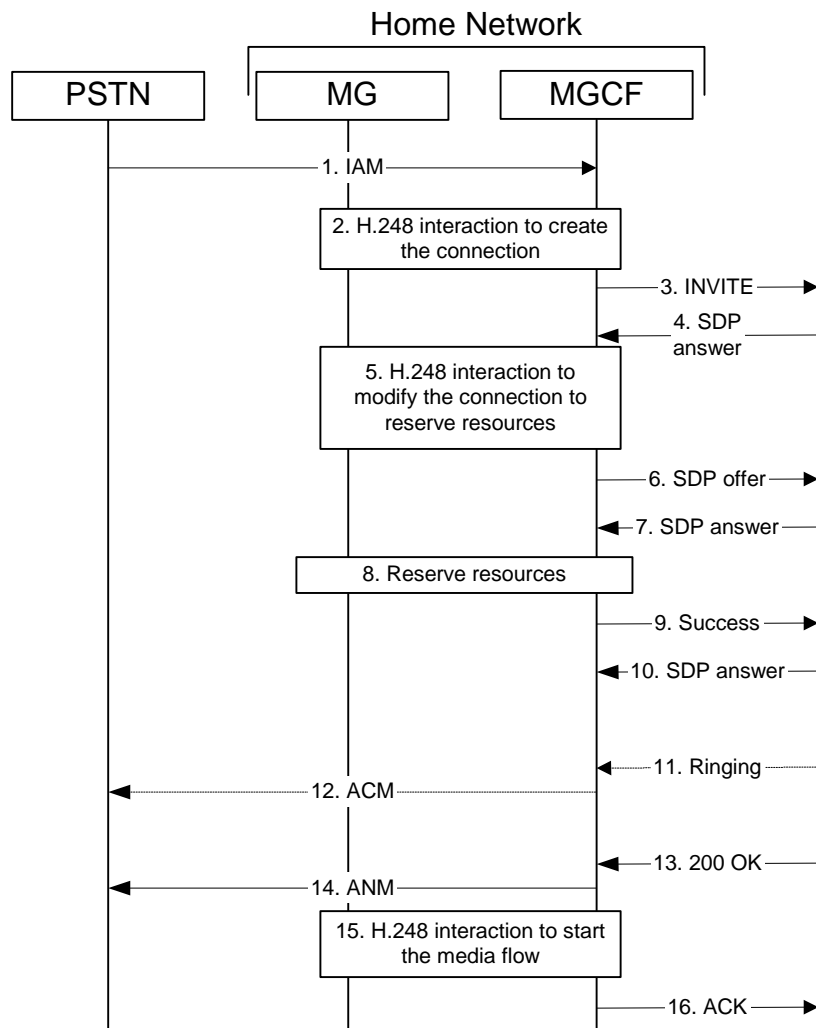 Home Network
PSTN
MG
MGCF
1. IAM
2. H.248 interaction to create
the connection
3. INVITE
4. SDP
answer
5. H.248 interaction to
modify the connection to
reserve resources
6. SDP offer
7. SDP answer
8. Reserve resources
9. Success
10. SDP answer
11. Ringing
12. ACM
13. 200 OK
14. ANM
15. H.248 interaction to start
the media flow
16. ACK